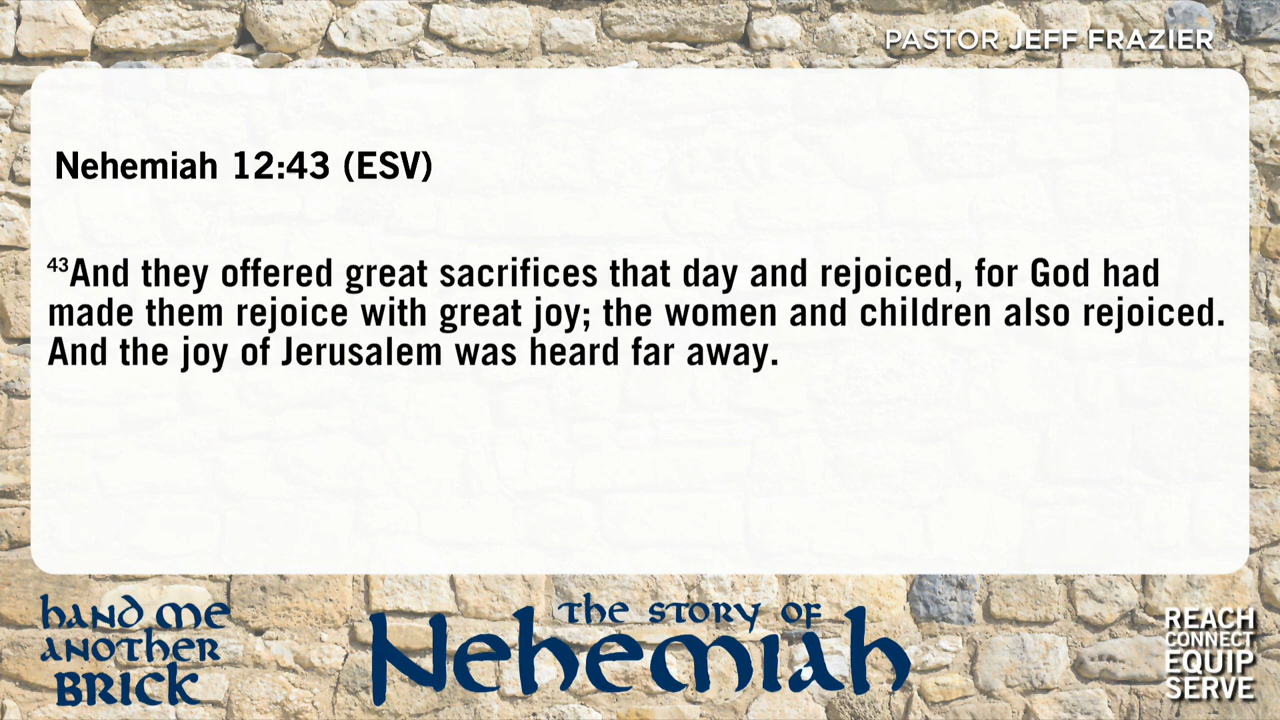 PASTOR JEFF FRAZIER
Nehemiah 12:43 (ESV)
43And they offered great sacrifices that day and rejoiced, for God had
made them rejoice with great joy; the women and children also rejoiced.
And the joy of Jerusalem was heard far away.
hand me
another
BRICK
the story of
Nehemiah
REACH
CONNECT
EQUIP
SERVE